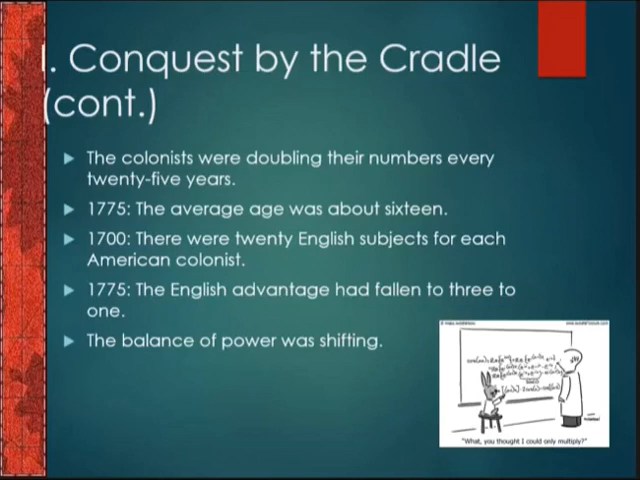 I. Conquest by the Cradle
(cont.)
The colonists were doubling their numbers every
twenty-five years.
1775: The average age was about sixteen.
1700: There were twenty English subjects for each
American colonist.
1775: The English advantage had fallen to three to
one.
The balance of power was shifting.
"What, you thought I could only multiply?"